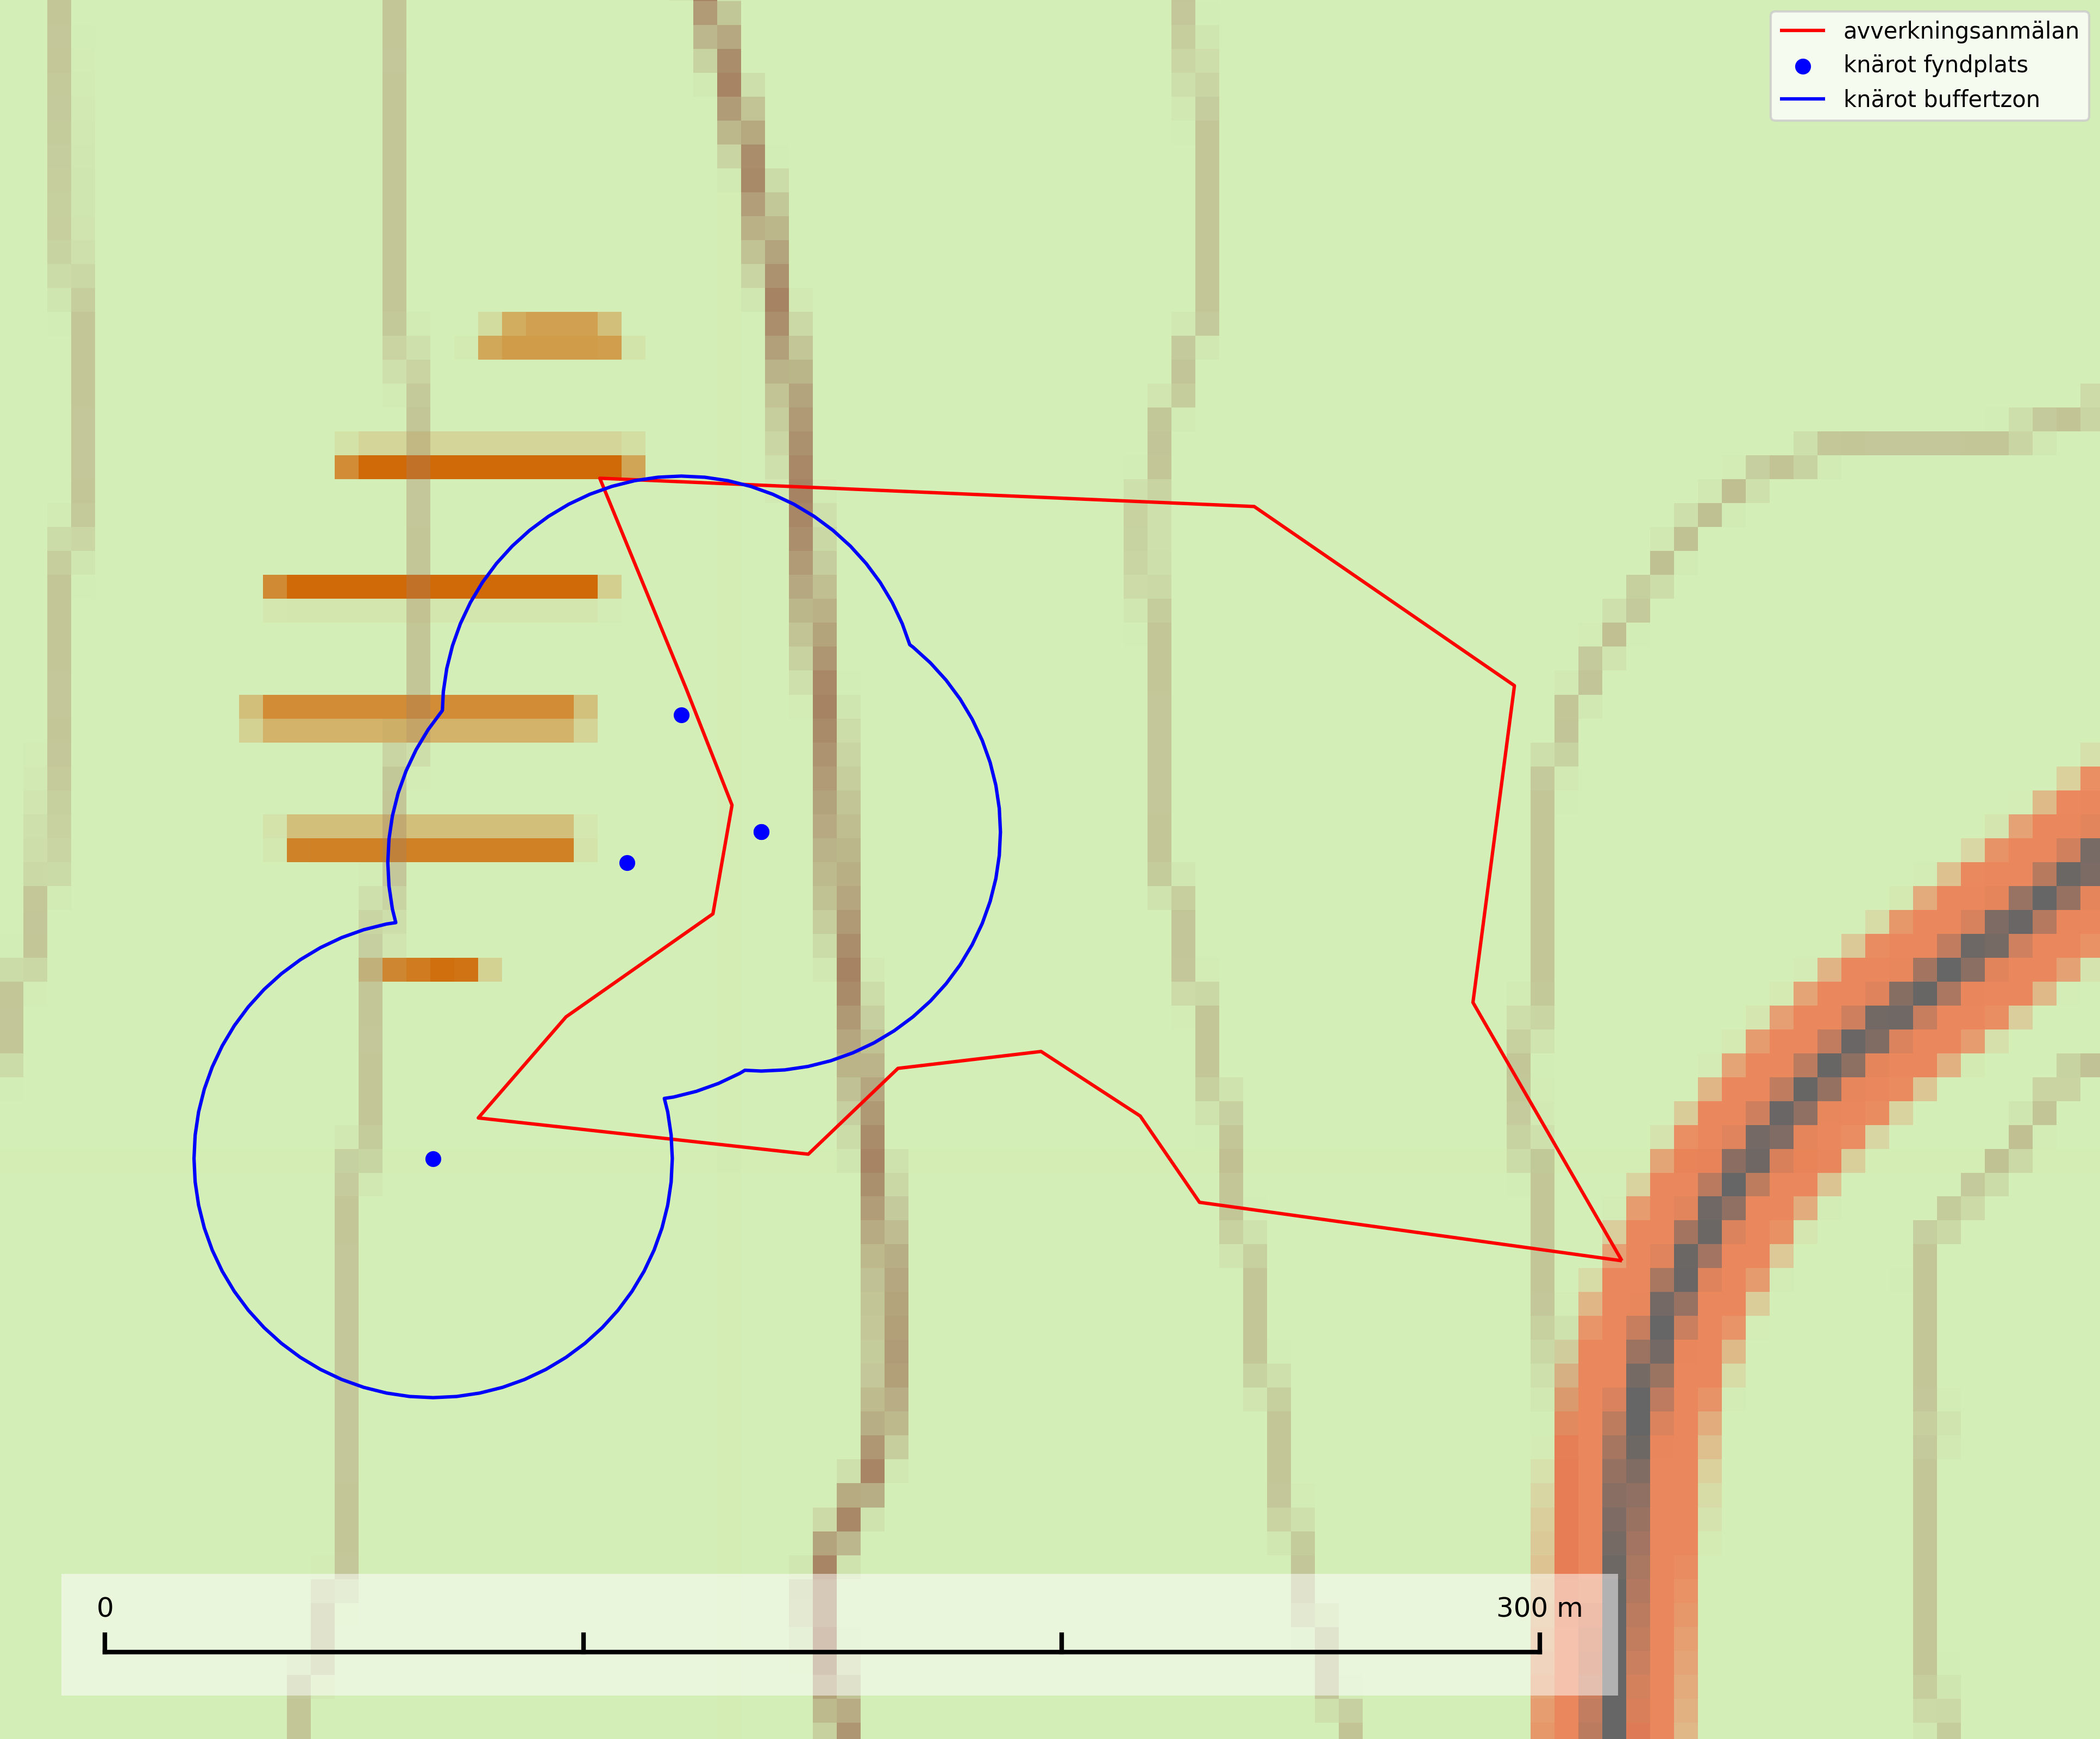 avverkningsanmälan
knärot fyndplats
knärot buffertzon
0
300 m